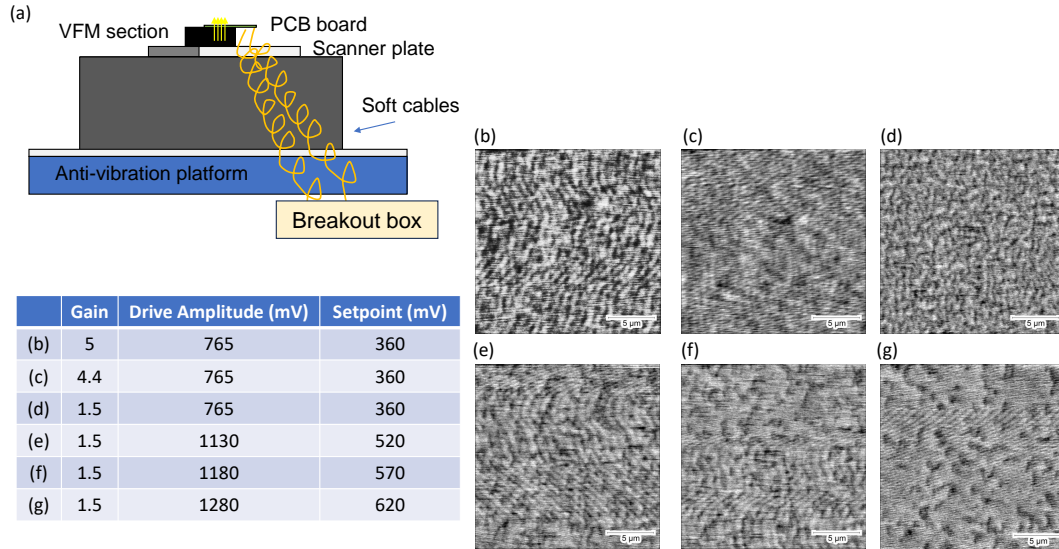 (a)
VFM section
PCB board
Scanner plate
Soft cables
Anti-vibration platform
Breakout box
Gain Drive Amplitude (mV) Setpoint (mV)
(b) 5 765 360
(c) 4.4 765 360
(d) 1.5 765 360
(e) 1.5 1130 520
(f) 1.5 1180 570
(g) 1.5 1280 620
(b)
5 µm
(c)
5 µm
(d)
5 µm
(e)
5 µm
(f)
5 µm
(g)
5 µm